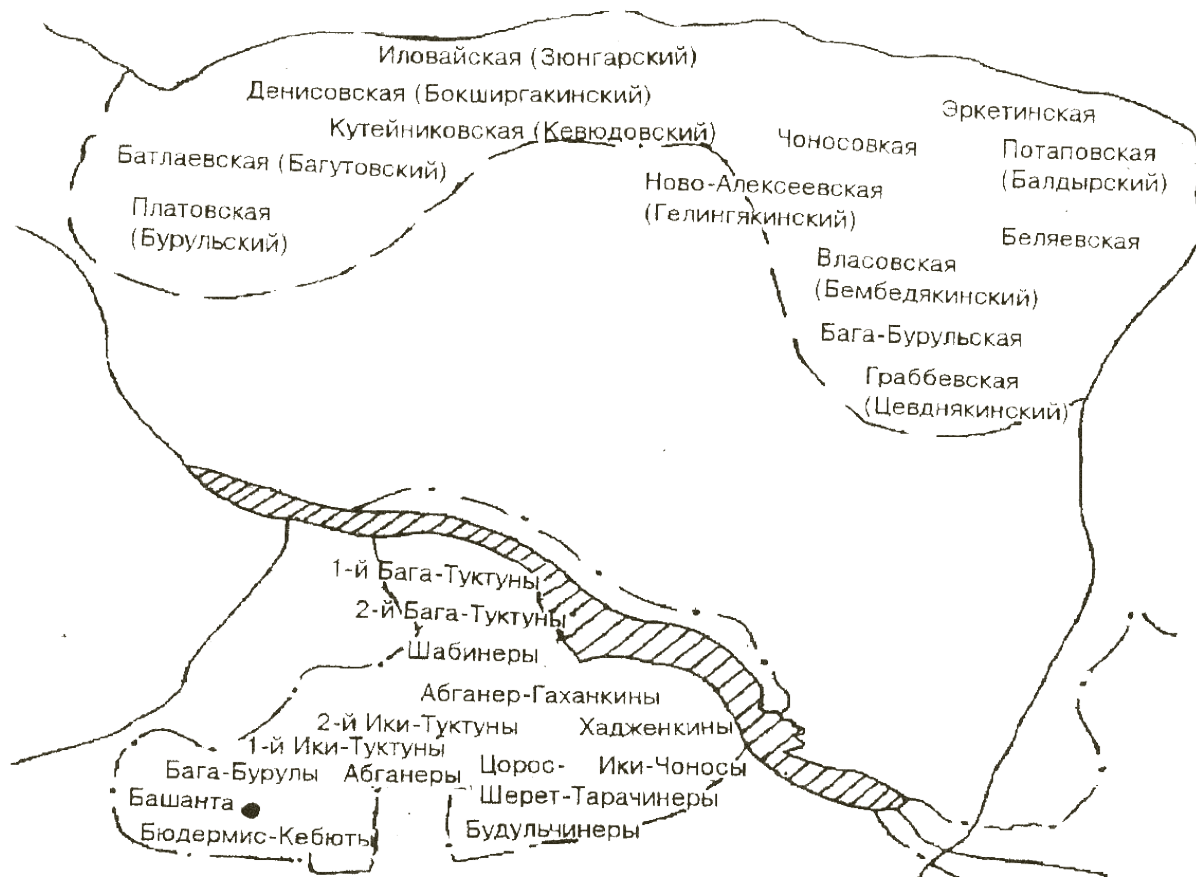 Иловайская (Зюнгарский)
Денисовская (Бокширгакинский)
Эркетинская
Кутейниковская (Кевюдовский)
Чоносовкая
Потаповская
(Балдырский)
Батлаевская (Багутовский)
Ново-Алексеевская
(Гелингякинский)
Платовская
(Бурульский)
Беляевская
Власовская
(Бембедякинский)
Бага-Бурульская
Граббевская
(Цевднякинский)
1-й Бага-Туктуны
2-й Бага-Туктуны
Шабинеры
Абганер-Гаханкины
2-й Ики-Туктуны
Хадженкины
1-й Ики-Туктуны
Бага-Бурулы
Абганеры
Цорос-
Ики-Чоносы
Шерет-Тарачинеры
Башанта
Бюдермис-Кебюты
Будульчинеры